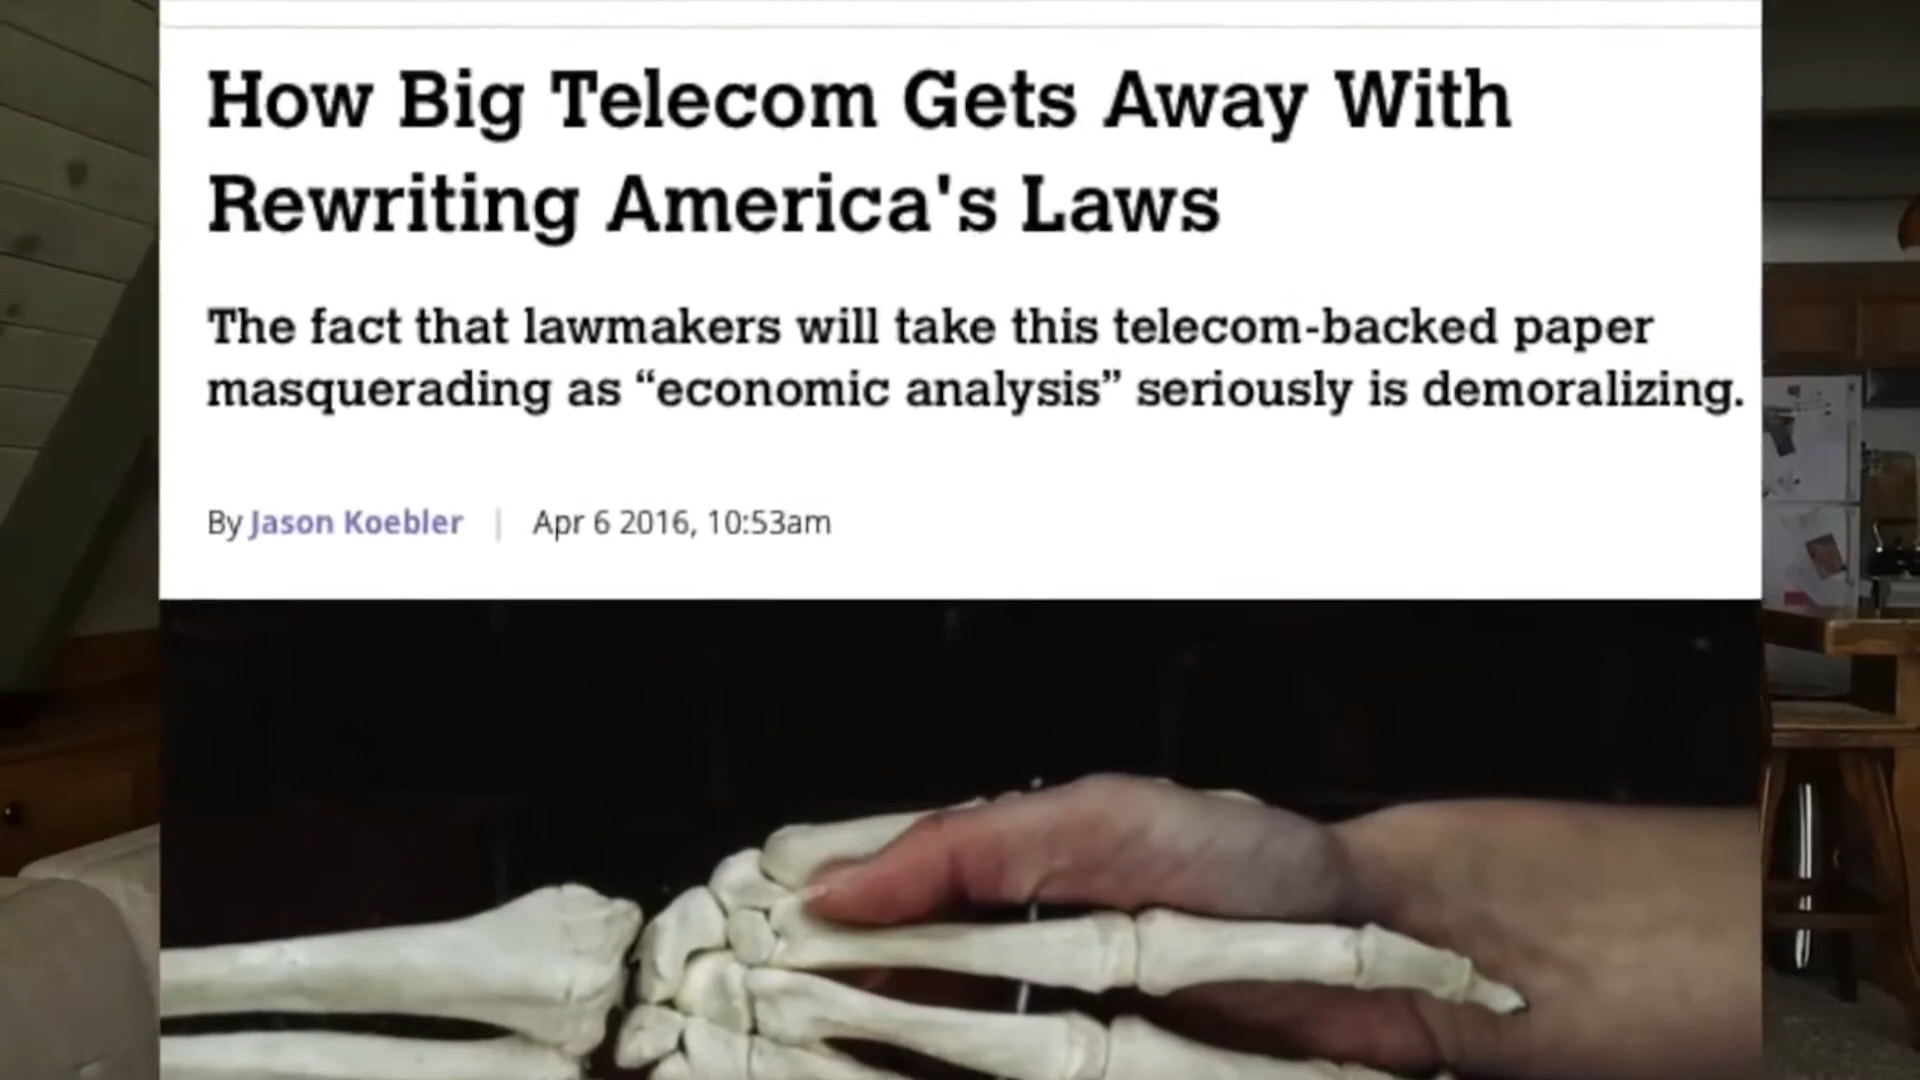 How Big Telecom Gets Away With
Rewriting America's Laws
The fact that lawmakers will take this telecom-backed paper
masquerading as “economic analysis” seriously is demoralizing.
By Jason Koebler | Apr 6 2016, 10:53am